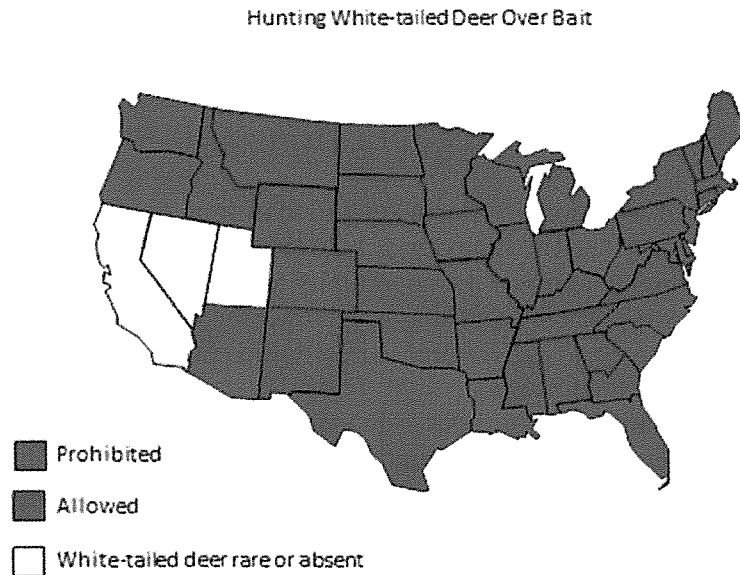 Hunting White-tailed Deer Over Bait
Prohibited
Allowed
White-tailed deer rare or absent